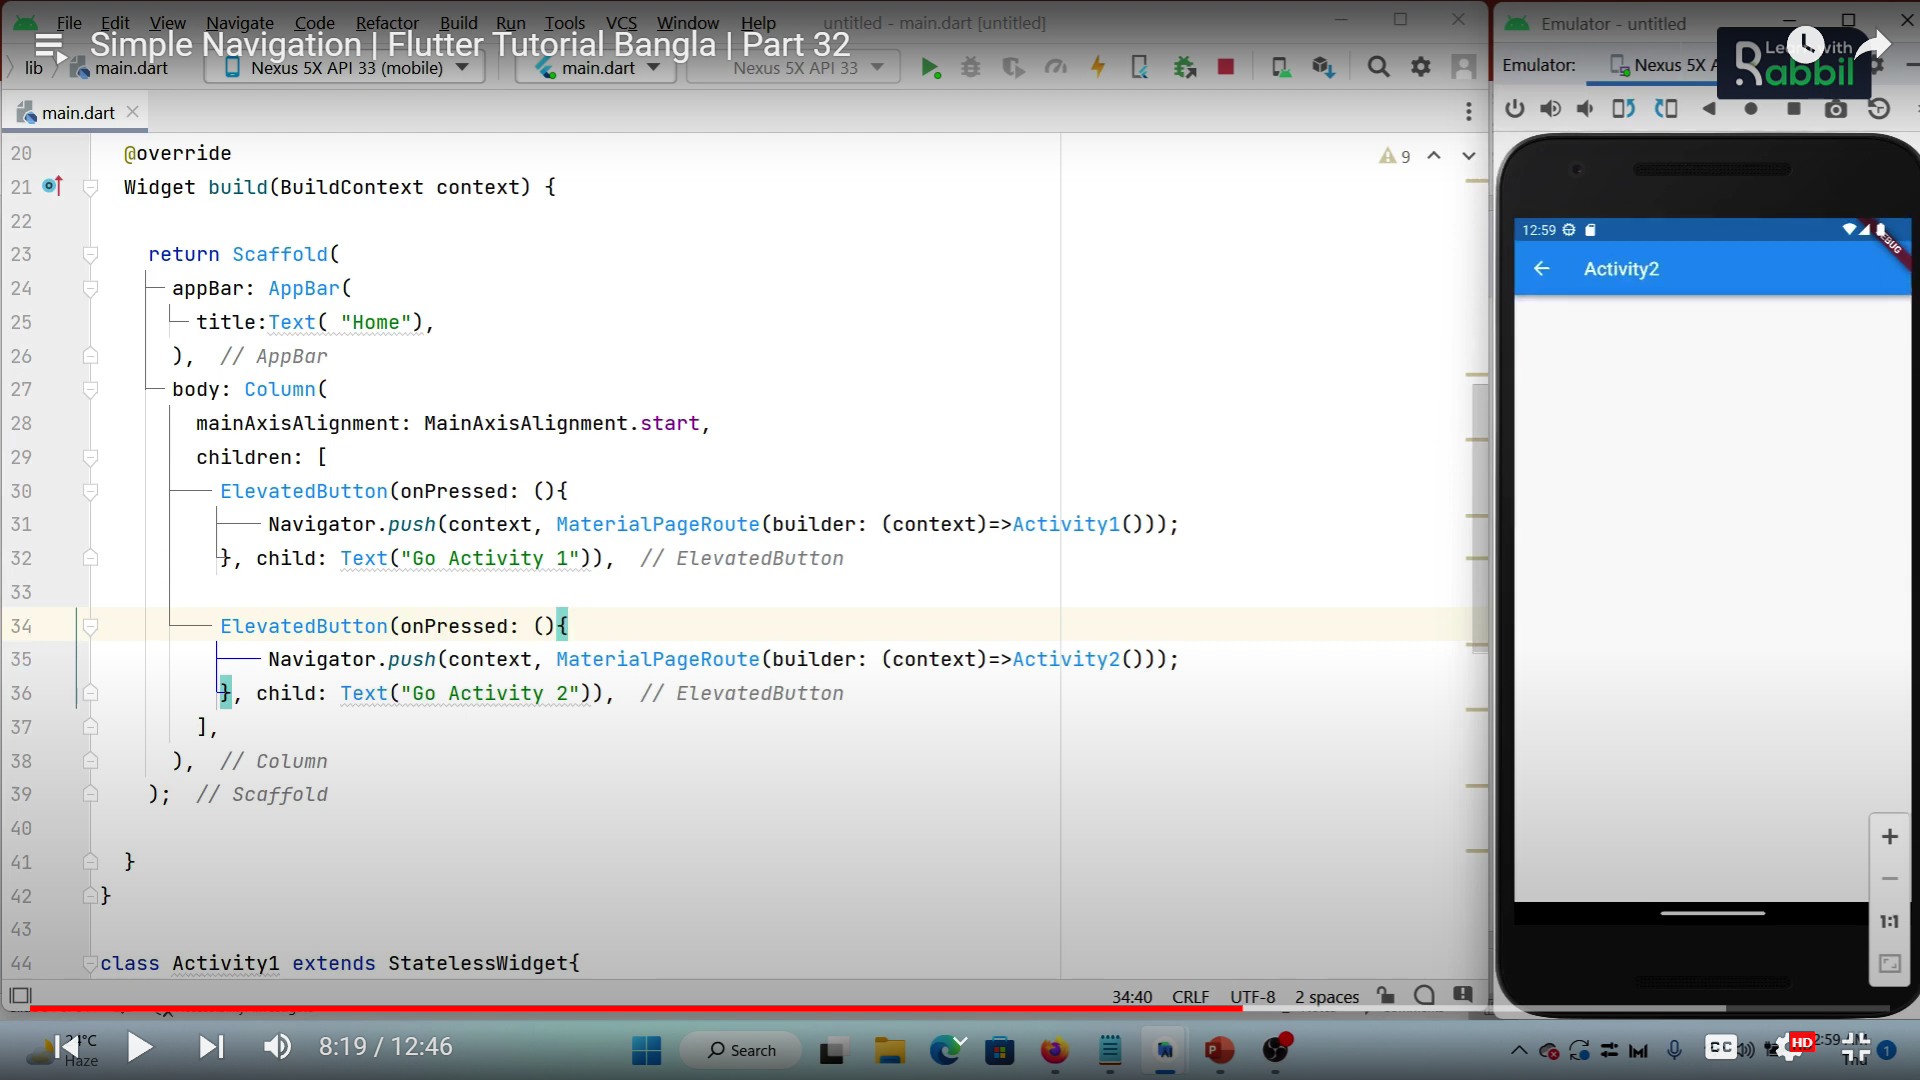 File Edit View Navigate Code Refactor Build Run Tools VCS Window Help untitled - main.dart [untitled]
Simple Navigation | Flutter Tutorial Bangla | Part 32
lib main.dart Nexus 5X API 33 (mobile) main.dart Nexus 5X API 33
main.dart
9
20 @override
21 Widget build(BuildContext context) {
22
23 return Scaffold(
24 appBar: AppBar(
25 title:Text( "Home"),
26 ), // AppBar
27 body: Column(
28 mainAxisAlignment: MainAxisAlignment.start,
29 children: [
30 ElevatedButton(onPressed: (){
31 Navigator.push(context, MaterialPageRoute(builder: (context)=>Activity1()));
32 }, child: Text("Go Activity 1")), // ElevatedButton
33
34 ElevatedButton(onPressed: (){
35 Navigator.push(context, MaterialPageRoute(builder: (context)=>Activity2()));
36 }, child: Text("Go Activity 2")), // ElevatedButton
37 ],
38 ), // Column
39 ); // Scaffold
40
41 }
42 }
43
44 class Activity1 extends StatelessWidget{
34:40 CRLF UTF-8 2 spaces
Emulator - untitled
Learn with
Rabbil
Emulator: Nexus 5X A
12:59
DEBUG
Activity2
1:1
8:19 / 12:46
Haze
Search
CC
HD
1